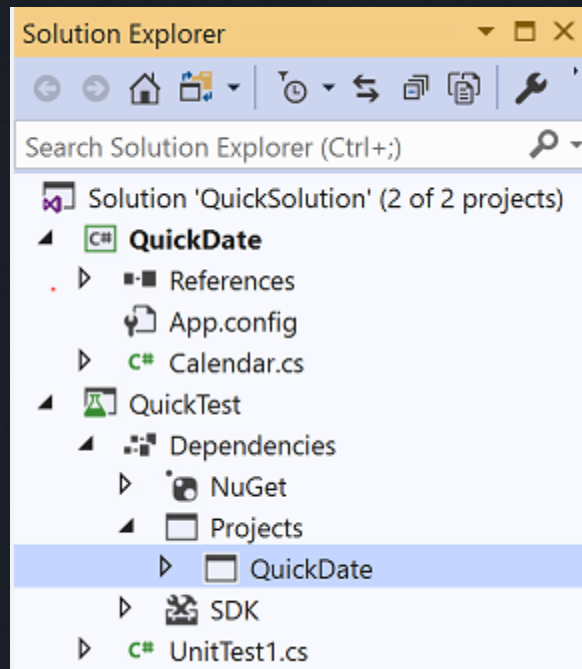 Solution Explorer
Search Solution Explorer (Ctrl+;)
Solution 'QuickSolution' (2 of 2 projects)
C# QuickDate
References
App.config
C# Calendar.cs
QuickTest
Dependencies
NuGet
Projects
QuickDate
SDK
C# UnitTest1.cs